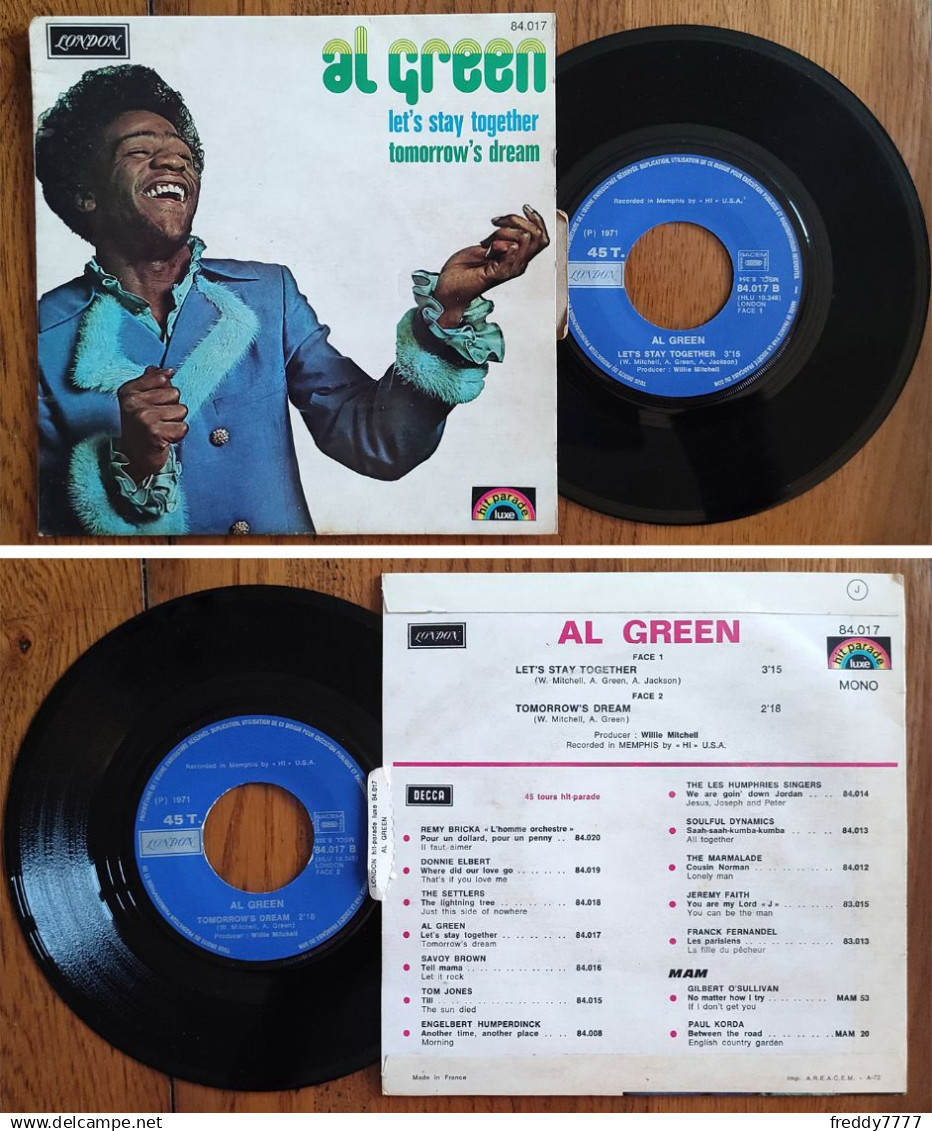 LONDON
84.017
al green
let's stay together
tomorrow's dream
hit parade
luxe
Recorded in Memphis by « HI » U.S.A.
(P) 1971
45 T.
SACEM
LONDON
84.017 B
(HLU 10.348)
LONDON
FACE 1
AL GREEN
LET'S STAY TOGETHER 3'15
(W. Mitchell, A. Green, A. Jackson)
Producer : Willie Mitchell
Recorded in Memphis by « HI » U.S.A.
(P) 1971
45 T.
SACEM
LONDON
84.017 B
(HLU 10.348)
LONDON
FACE 2
AL GREEN
TOMORROW'S DREAM 2'18
(W. Mitchell, A. Green)
Producer : Willie Mitchell
LONDON hit-parade luxe 84.017
AL GREEN
J
LONDON
AL GREEN
84.017
hit parade
luxe
MONO
FACE 1
LET'S STAY TOGETHER 3'15
(W. Mitchell, A. Green, A. Jackson)
FACE 2
TOMORROW'S DREAM 2'18
(W. Mitchell, A. Green)
Producer : Willie Mitchell
Recorded in MEMPHIS by « HI » U.S.A.
DECCA
45 tours hit-parade
REMY BRICKA « L'homme orchestre »
Pour un dollard, pour un penny .. 84.020
Il faut aimer
DONNIE ELBERT
Where did our love go .. .. .. .. 84.019
That's if you love me
THE SETTLERS
The lightning tree .. .. .. .. .. 84.018
Just this side of nowhere
AL GREEN
Let's stay together .. .. .. .. .. 84.017
Tomorrow's dream
SAVOY BROWN
Tell mama .. .. .. .. .. .. .. 84.016
Let it rock
TOM JONES
Till .. .. .. .. .. .. .. .. .. 84.015
The sun died
ENGELBERT HUMPERDINCK
Another time, another place .. .. 84.008
Morning
THE LES HUMPHRIES SINGERS
We are goin' down Jordan .. .. 84.014
Jesus, Joseph and Peter
SOULFUL DYNAMICS
Saah-saah-kumba-kumba .. .. .. 84.013
All together
THE MARMALADE
Cousin Norman .. .. .. .. .. 84.012
Lonely man
JEREMY FAITH
You are my Lord « J » .. .. .. 83.015
You can be the man
FRANCK FERNANDEL
Les parisiens .. .. .. .. .. .. 83.013
La fille du pêcheur
MAM
GILBERT O'SULLIVAN
No matter how I try .. .. .. .. MAM 53
If I don't get you
PAUL KORDA
Between the road .. .. .. .. .. MAM 20
English country garden
Made in France
Imp. A.R.E.A.C.E.M. - A-72
freddy7777